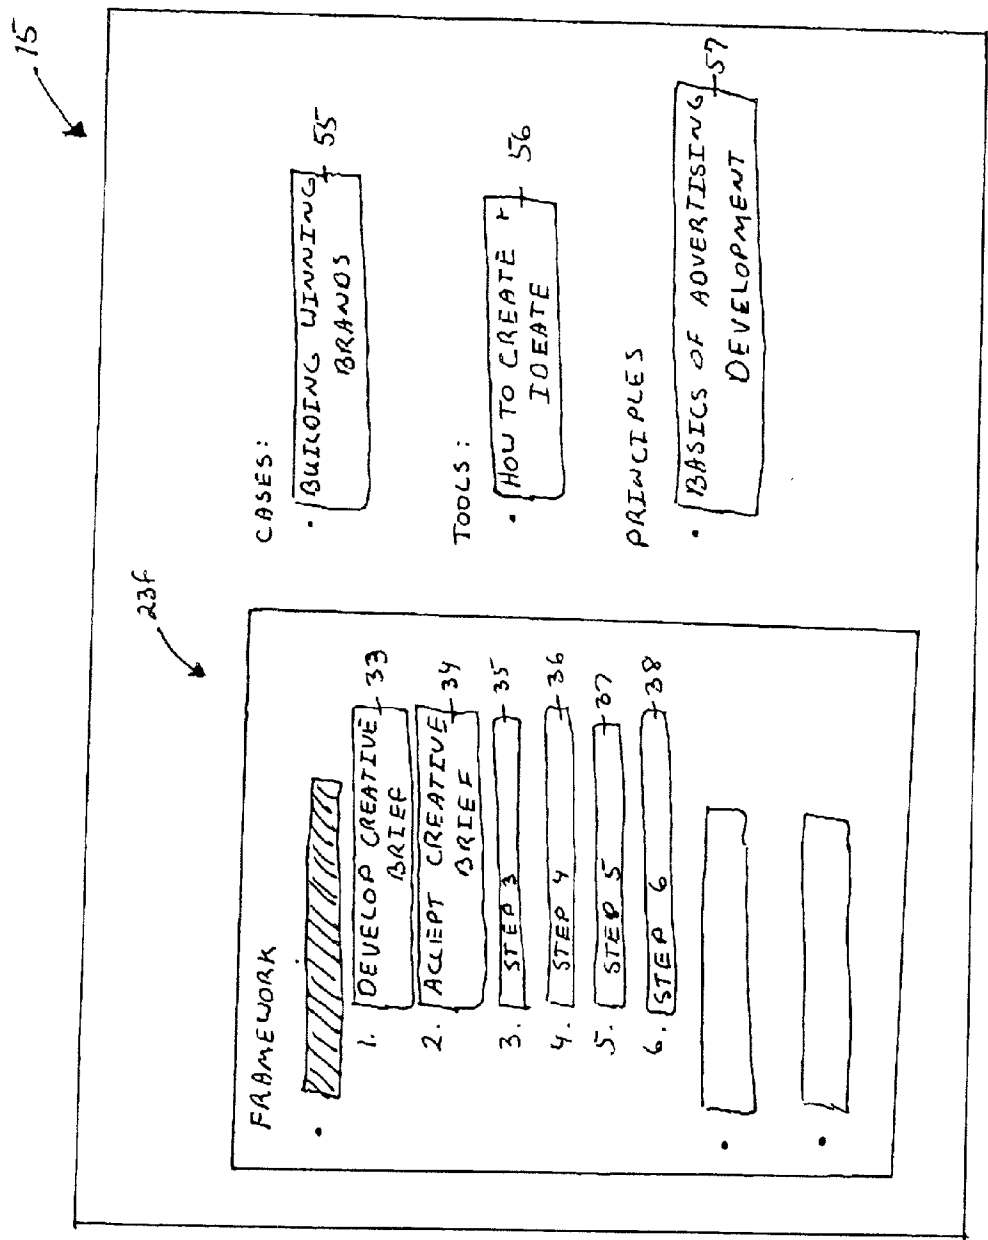 15
23f
FRAMEWORK
1. DEVELOP CREATIVE
BRIEF
33
2. ACCEPT CREATIVE
BRIEF
34
3. STEP 3
35
4. STEP 4
36
5. STEP 5
37
6. STEP 6
38
CASES:
BUILDING WINNING
BRANDS
55
TOOLS:
HOW TO CREATE +
IDEATE
56
PRINCIPLES
BASICS OF ADVERTISING
DEVELOPMENT
57